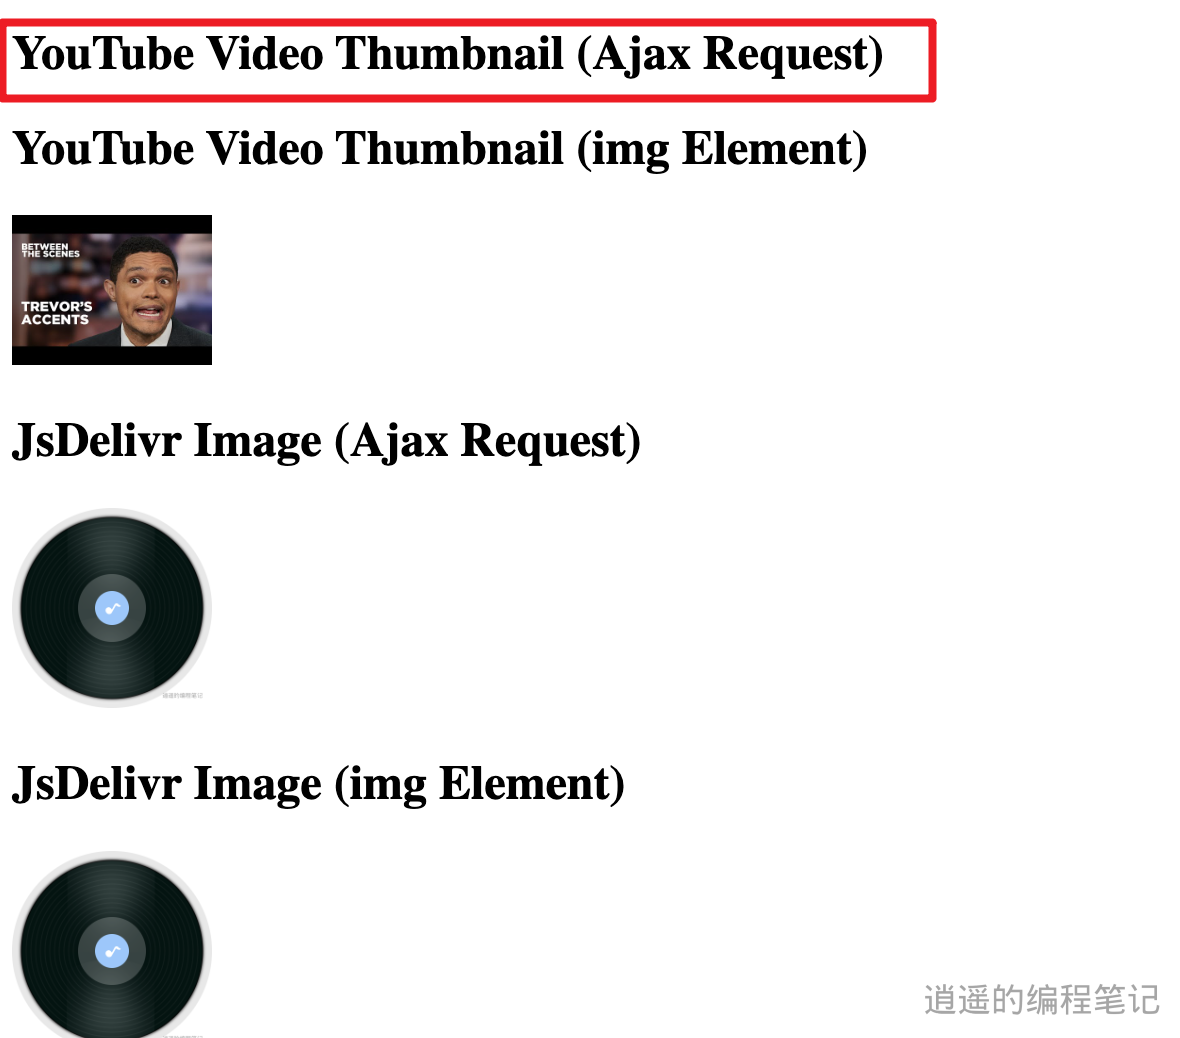 YouTube Video Thumbnail (Ajax Request)
YouTube Video Thumbnail (img Element)
BETWEEN
THE SCENES
TREVOR'S
ACCENTS
JsDelivr Image (Ajax Request)
逍遥的编程笔记
JsDelivr Image (img Element)
逍遥的编程笔记